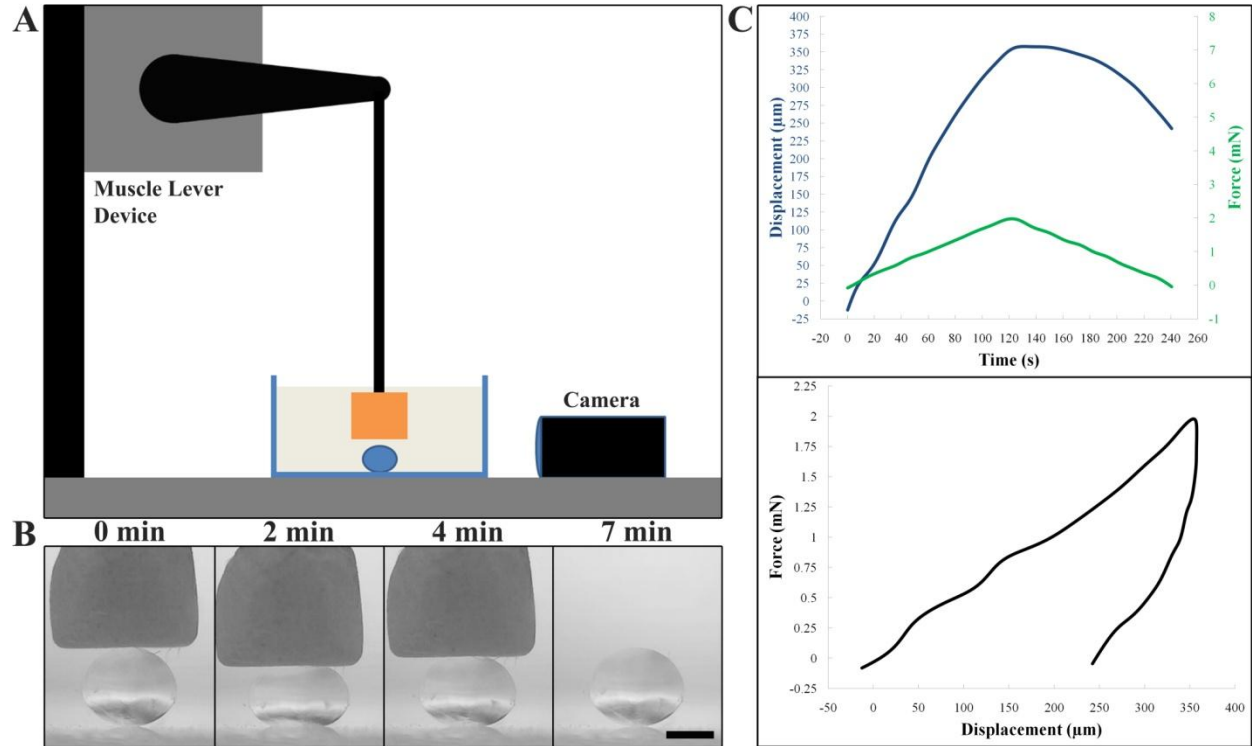 A
Muscle Lever
Device
Camera
B
0 min
2 min
4 min
7 min
C
400
375
350
325
300
275
250
225
200
175
150
125
100
75
50
25
0
-25
Displacement (µm)
8
7
6
5
4
3
2
1
0
-1
Force (mN)
-20 0 20 40 60 80 100 120 140 160 180 200 220 240 260
Time (s)
2.25
2
1.75
1.5
1.25
1
0.75
0.5
0.25
0
-0.25
Force (mN)
-50 0 50 100 150 200 250 300 350 400
Displacement (µm)